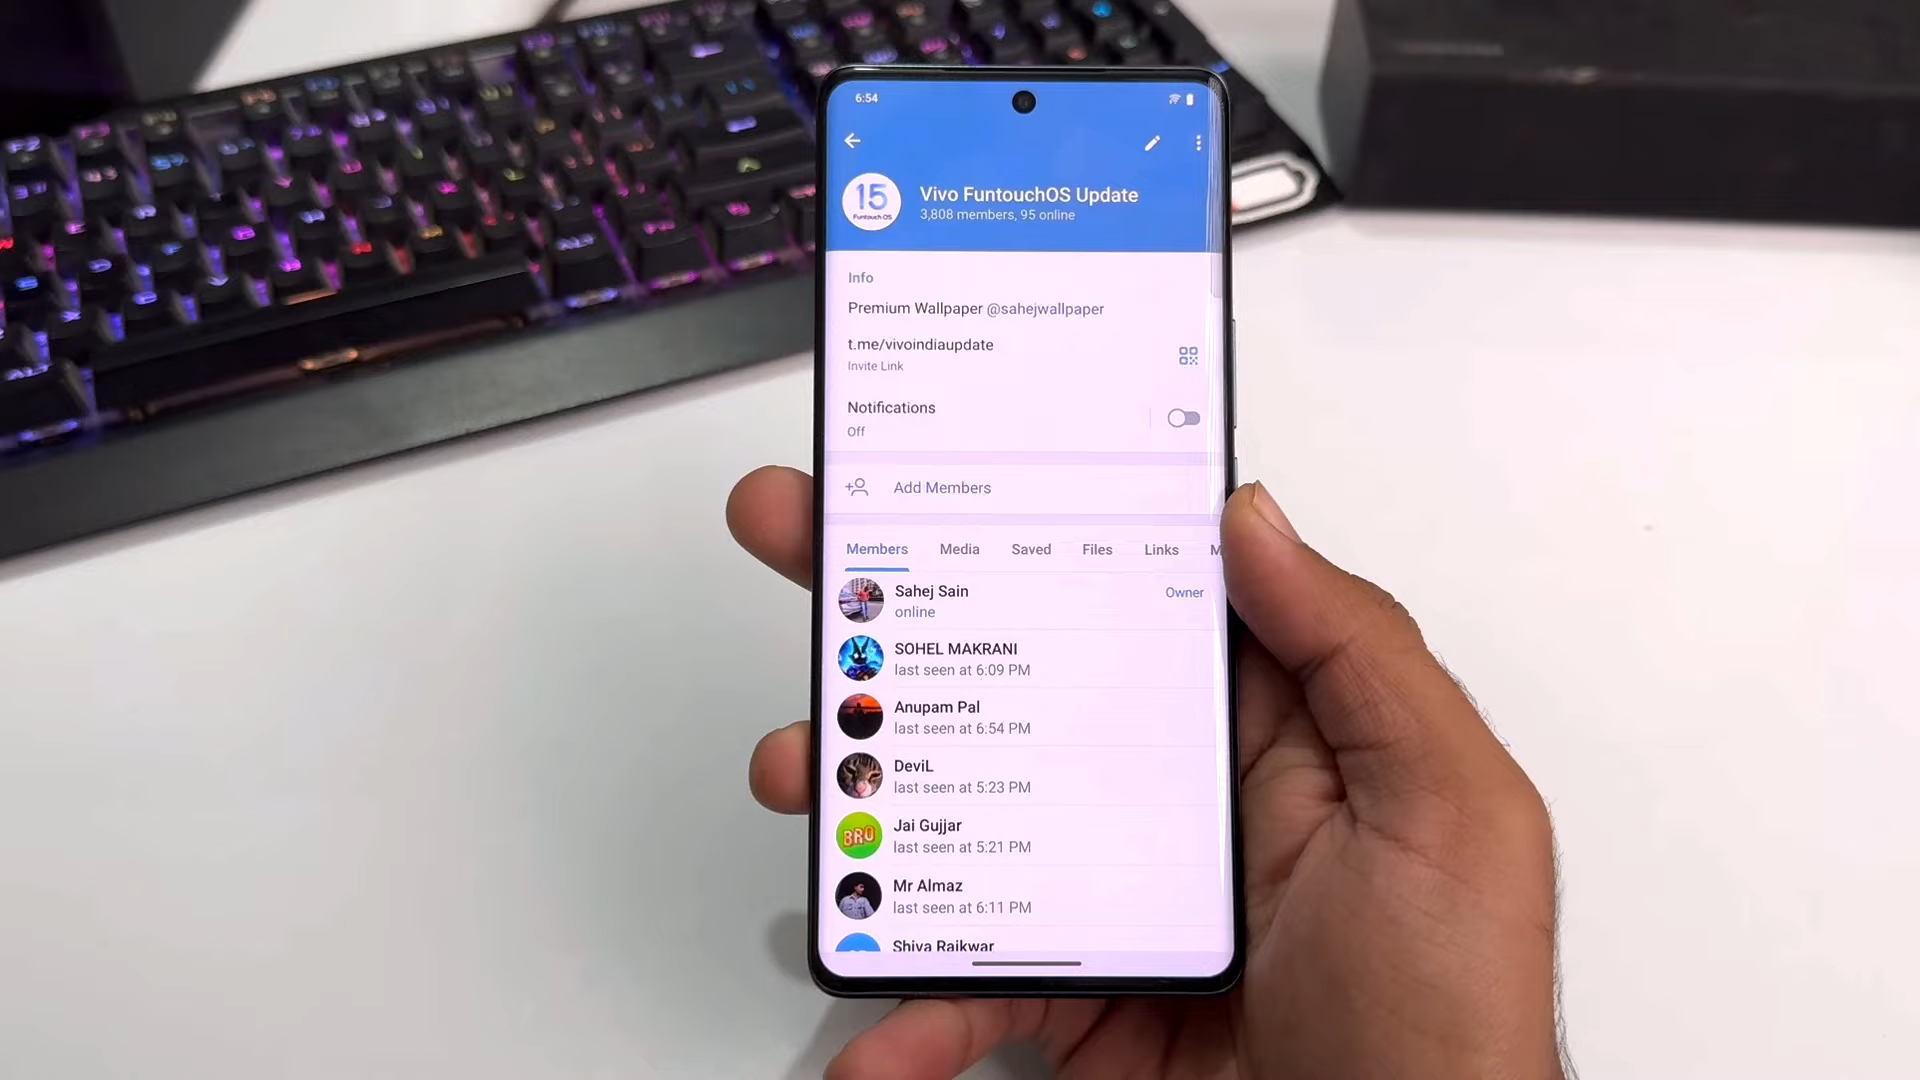 6:54
15
Funtouch OS
Vivo FuntouchOS Update
3,808 members, 95 online
Info
Premium Wallpaper @sahejwallpaper
t.me/vivoindiaupdate
Invite Link
Notifications
Off
Add Members
Members Media Saved Files Links M
Sahej Sain Owner
online
SOHEL MAKRANI
last seen at 6:09 PM
Anupam Pal
last seen at 6:54 PM
DeviL
last seen at 5:23 PM
BRO
Jai Gujjar
last seen at 5:21 PM
Mr Almaz
last seen at 6:11 PM
Shiva Raikwar